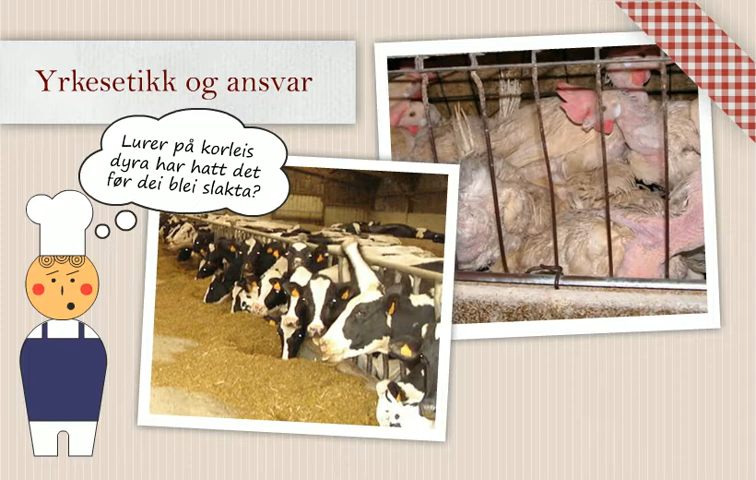 Yrkesetikk og ansvar
Lurer på korleis
dyra har hatt det
før dei blei slakta?